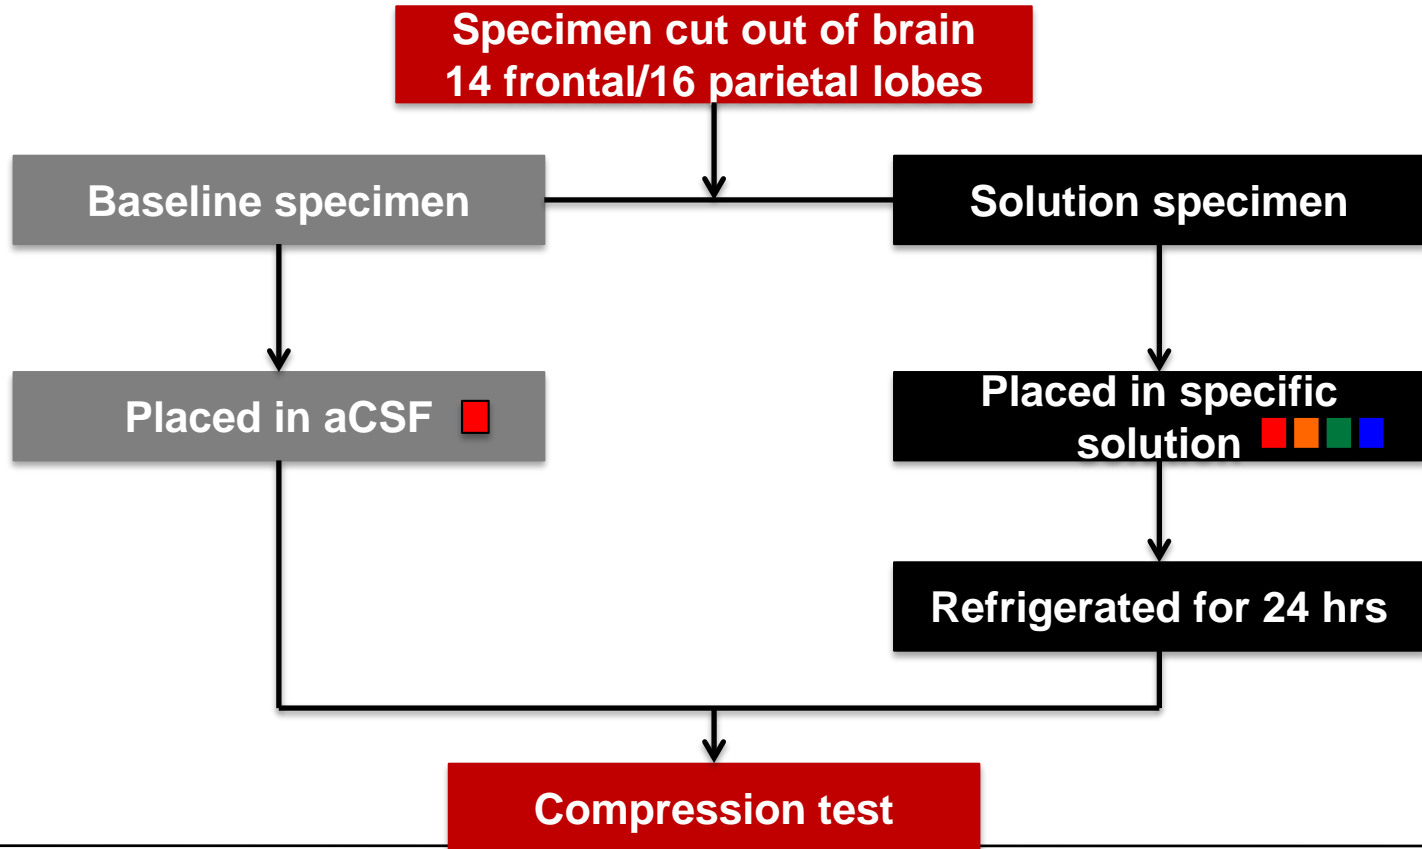 Specimen cut out of brain
14 frontal/16 parietal lobes
Baseline specimen
Solution specimen
Placed in aCSF
Placed in specific
solution
Refrigerated for 24 hrs
Compression test